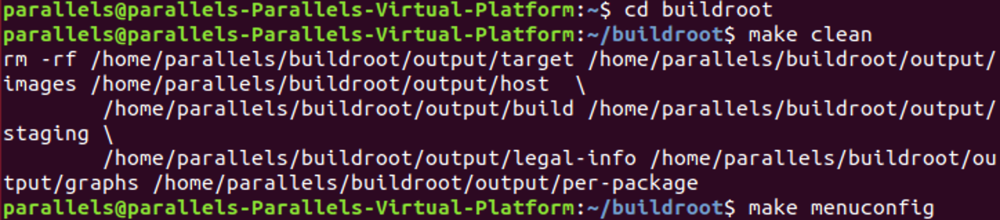 parallels@parallels-Parallels-Virtual-Platform:~$ cd buildroot
parallels@parallels-Parallels-Virtual-Platform:~/buildroot$ make clean
rm -rf /home/parallels/buildroot/output/target /home/parallels/buildroot/output/
images /home/parallels/buildroot/output/host  \
        /home/parallels/buildroot/output/build /home/parallels/buildroot/output/
staging \
        /home/parallels/buildroot/output/legal-info /home/parallels/buildroot/ou
tput/graphs /home/parallels/buildroot/output/per-package
parallels@parallels-Parallels-Virtual-Platform:~/buildroot$ make menuconfig